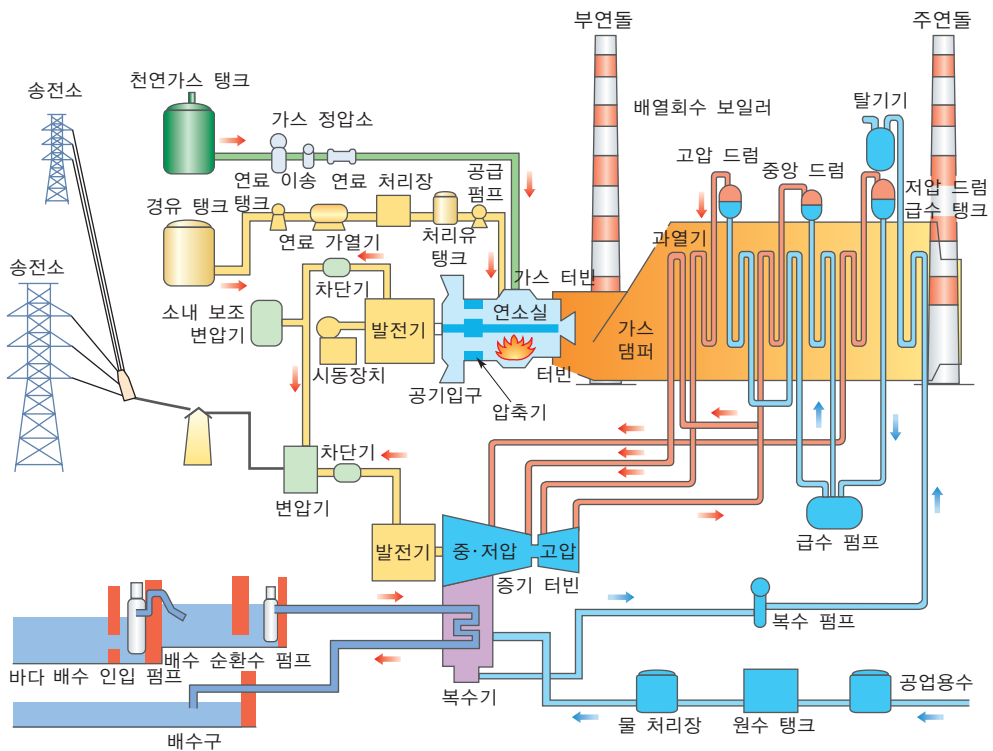 부연돌
주연돌
송전소
천연가스 탱크
배열회수 보일러
탈기기
가스 정압소
고압 드럼
중앙 드럼
연료 이송
탱크
연료 처리장
공급
펌프
저압 드럼
급수 탱크
경유 탱크
연료 가열기
처리유
탱크
과열기
송전소
차단기
가스 터빈
소내 보조
변압기
발전기
연소실
가스
댐퍼
시동장치
공기입구
터빈
압축기
차단기
변압기
발전기
중·저압
고압
급수 펌프
증기 터빈
복수 펌프
바다
배수 인입 펌프
배수 순환수 펌프
복수기
공업용수
물 처리장
원수 탱크
배수구